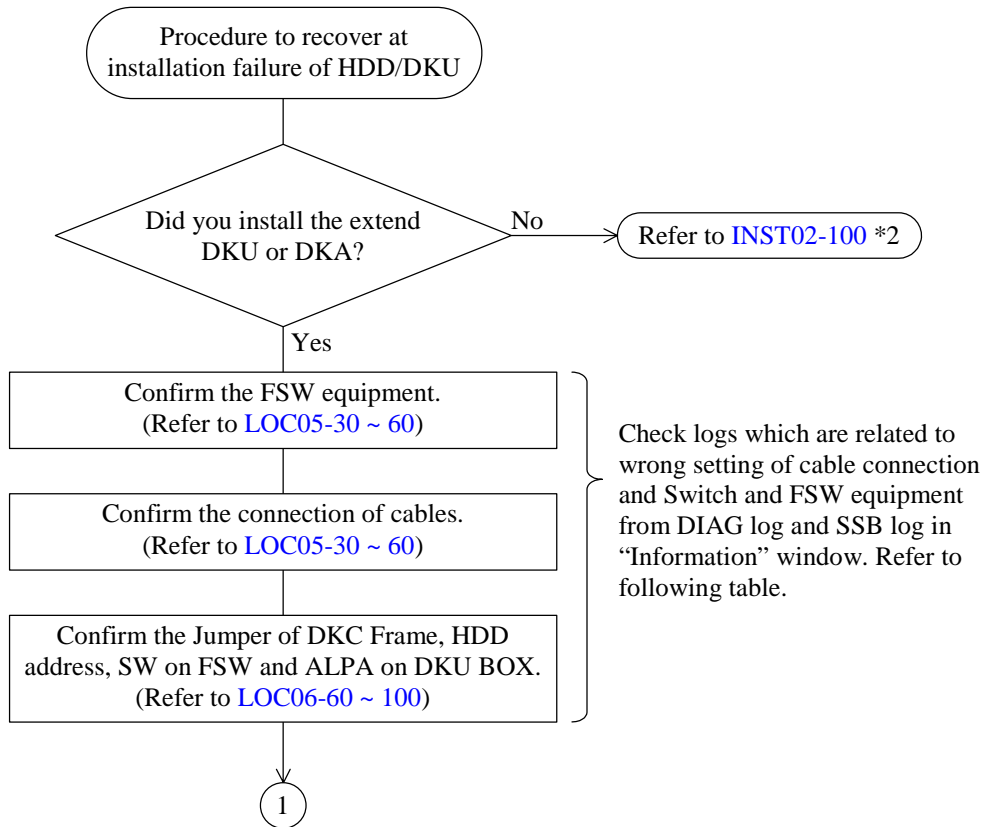 Procedure to recover at
installation failure of HDD/DKU
Did you install the extend
DKU or DKA?
No
Refer to INST02-100 *2
Yes
Confirm the FSW equipment.
(Refer to LOC05-30 ~ 60)
Confirm the connection of cables.
(Refer to LOC05-30 ~ 60)
Confirm the Jumper of DKC Frame, HDD
address, SW on FSW and ALPA on DKU BOX.
(Refer to LOC06-60 ~ 100)
Check logs which are related to
wrong setting of cable connection
and Switch and FSW equipment
from DIAG log and SSB log in
“Information” window. Refer to
following table.
1